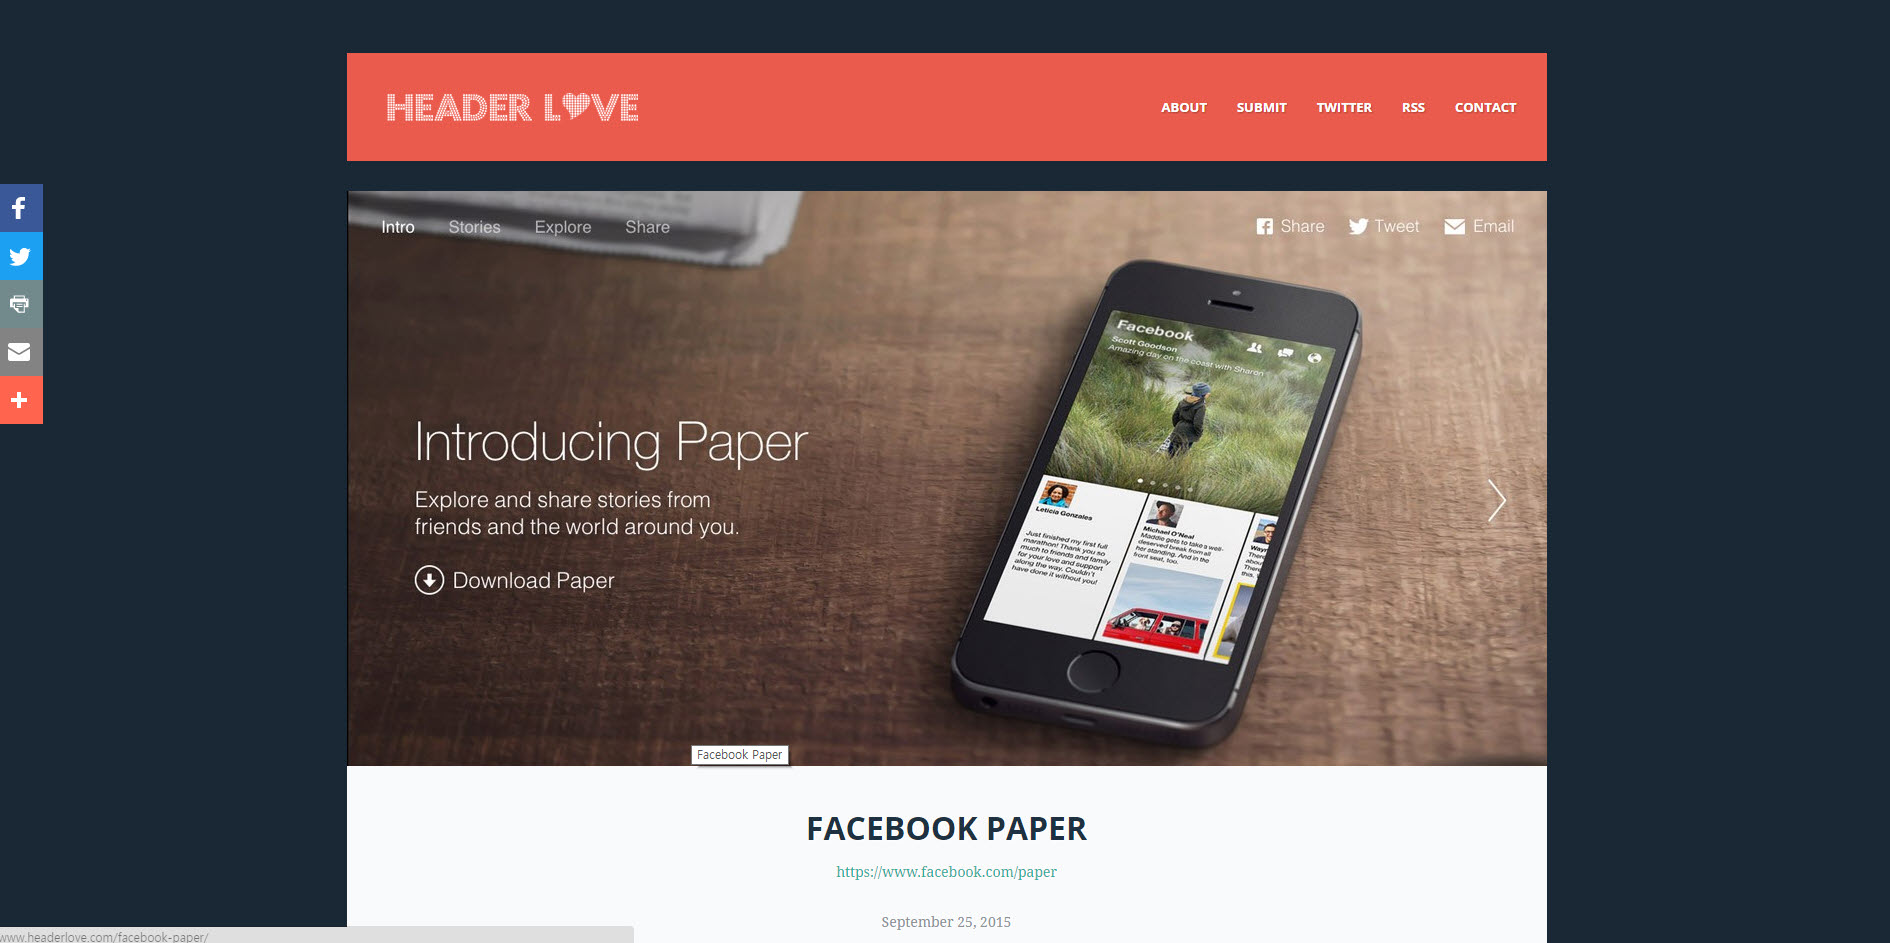 HEADER LOVE
ABOUT SUBMIT TWITTER RSS CONTACT
Intro Stories Explore Share
Share Tweet Email
Facebook
Scott Goodson
Amazing day on the coast with Sharon
Introducing Paper
Explore and share stories from
friends and the world around you.
Download Paper
Leticia Gonzales
Just finished my first full
marathon! Thank you so
much to friends and family
for your love and support
along the way. Couldn't
have done it without you!
Michael O'Neal
Maddie gets to take a well-
deserved break from all
her standing. And in the
front seat, too.
Facebook Paper
FACEBOOK PAPER
https://www.facebook.com/paper
September 25, 2015
www.headerlove.com/facebook-paper/